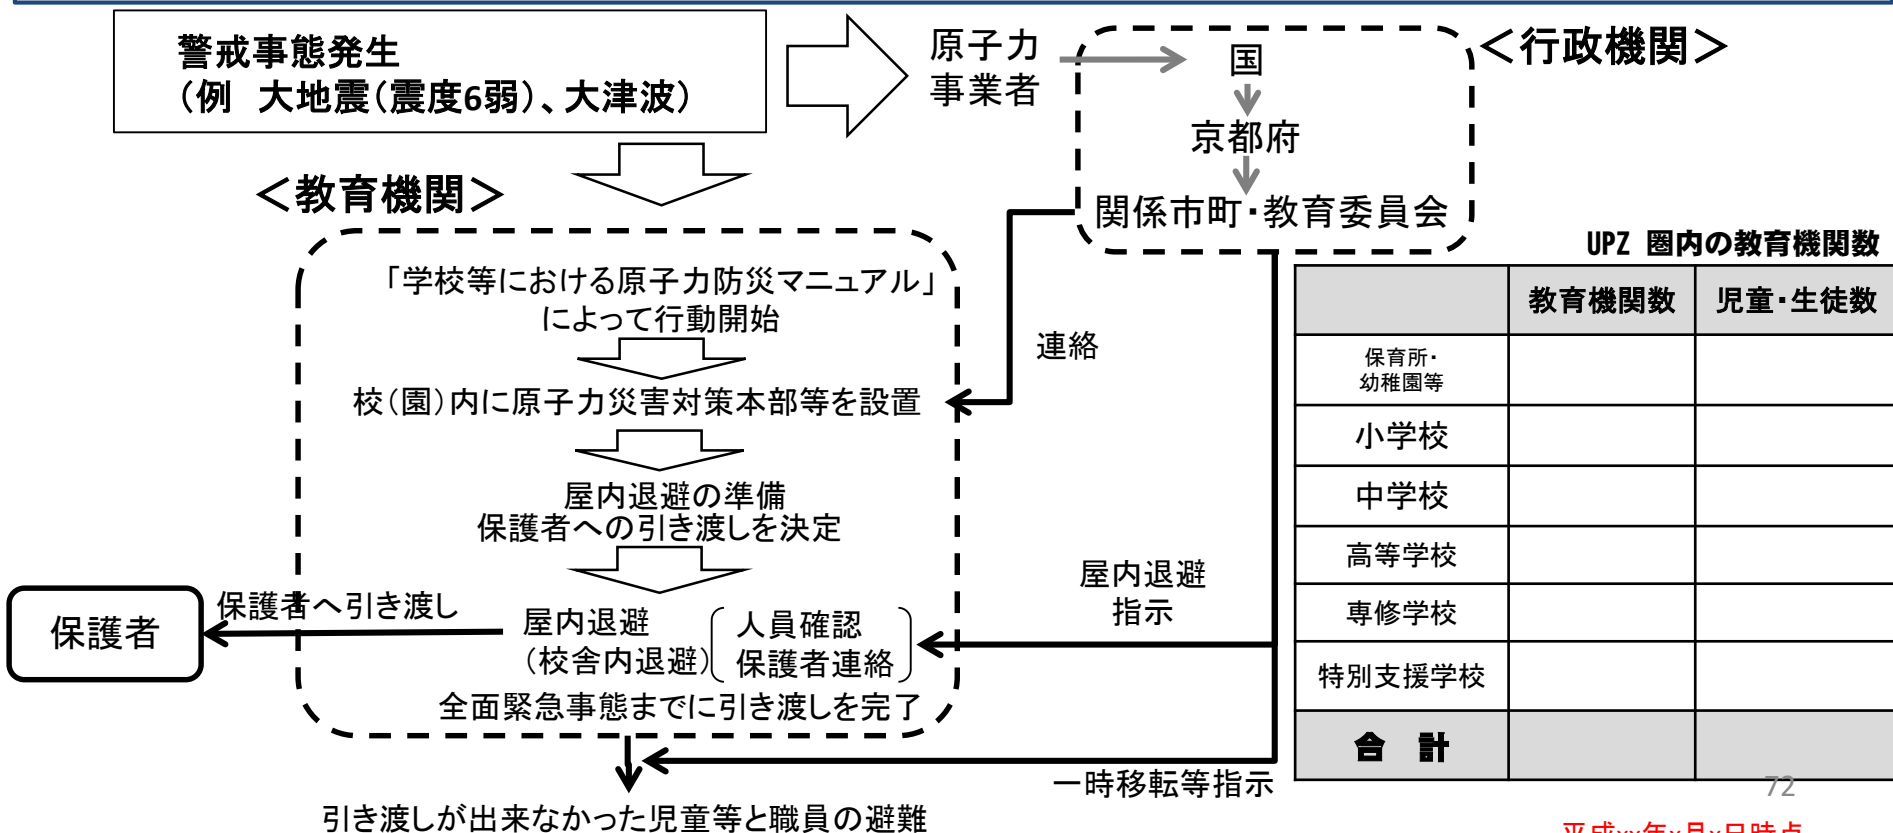 警戒事態発生
(例　大地震(震度6弱)、大津波)
原子力
事業者
<行政機関>
国
京都府
関係市町・教育委員会
<教育機関>
「学校等における原子力防災マニュアル」
によって行動開始
校(園)内に原子力災害対策本部等を設置
屋内退避の準備
保護者への引き渡しを決定
屋内退避
(校舎内退避)
人員確認
保護者連絡
全面緊急事態までに引き渡しを完了
保護者へ引き渡し
保護者
連絡
屋内退避
指示
一時移転等指示
引き渡しが出来なかった児童等と職員の避難
UPZ 圏内の教育機関数
教育機関数　児童・生徒数
保育所・
幼稚園等
小学校
中学校
高等学校
専修学校
特別支援学校
合　計
72
平成xx年x月x日時点